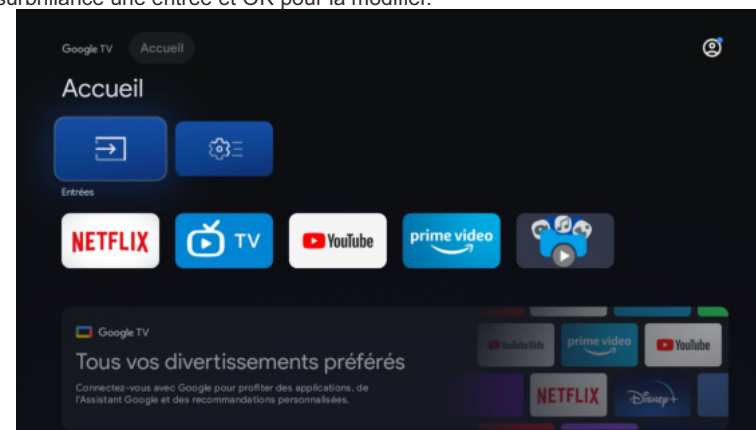 surbrillance une entrée et OK pour la modifier.
Google TV Accueil
Accueil
Entrées
NETFLIX TV YouTube prime video
Google TV
Tous vos divertissements préférés
Connectez-vous avec Google pour profiter des applications, de
l'Assistant Google et des recommandations personnalisées.
YouTube Kids prime video YouTube
NETFLIX Disney+